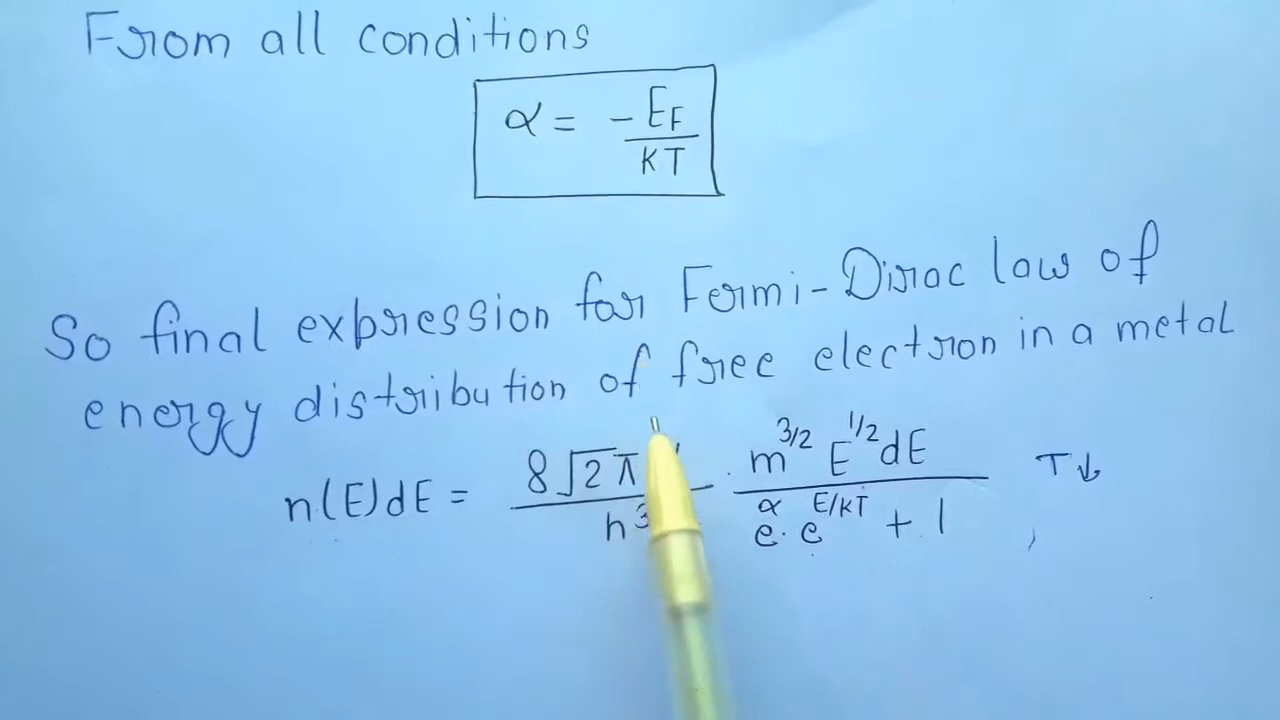 From all conditions
α = - E_F / KT
So final expression for Fermi-Dirac law of
energy distribution of free electron in a metal
n(E)dE = 8√2π / h³ · m^3/2 E^1/2 dE / e^α · e^E/KT + 1 T↓